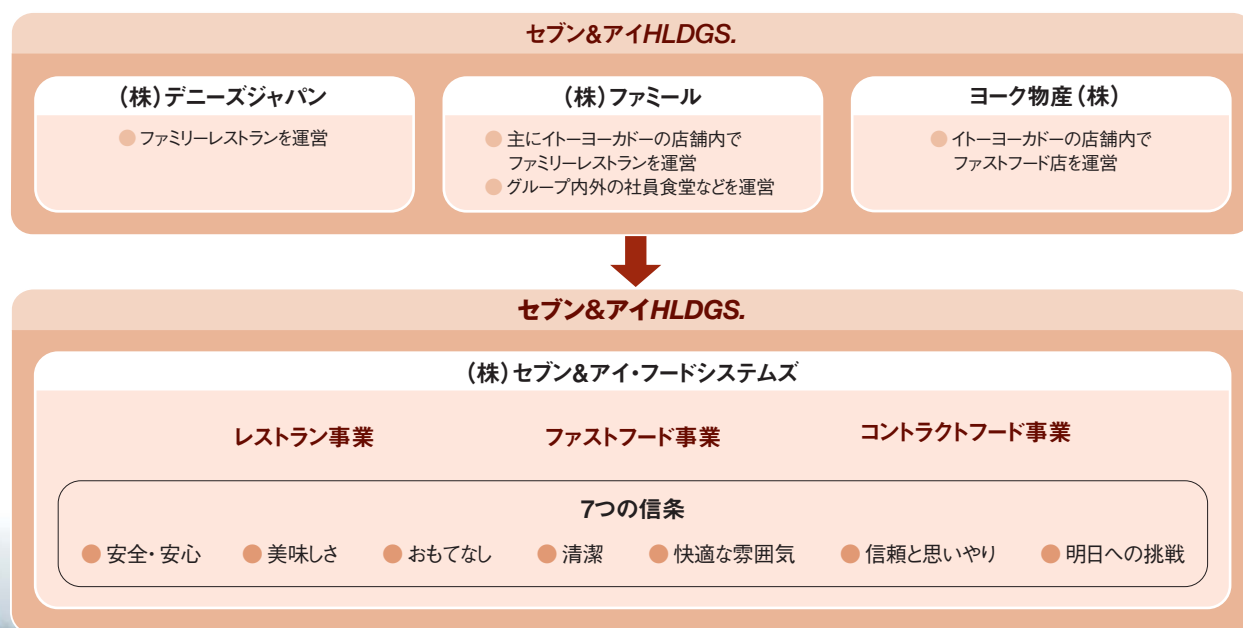 セブン&アイHLDGS.
(株)デニーズジャパン
● ファミリーレストランを運営
(株)ファミール
● 主にイトーヨーカドーの店舗内で
ファミリーレストランを運営
● グループ内外の社員食堂などを運営
ヨーク物産(株)
● イトーヨーカドーの店舗内で
ファストフード店を運営
セブン&アイHLDGS.
(株)セブン&アイ・フードシステムズ
レストラン事業
ファストフード事業
コントラクトフード事業
7つの信条
● 安全・安心 ● 美味しさ ● おもてなし ● 清潔 ● 快適な雰囲気 ● 信頼と思いやり ● 明日への挑戦